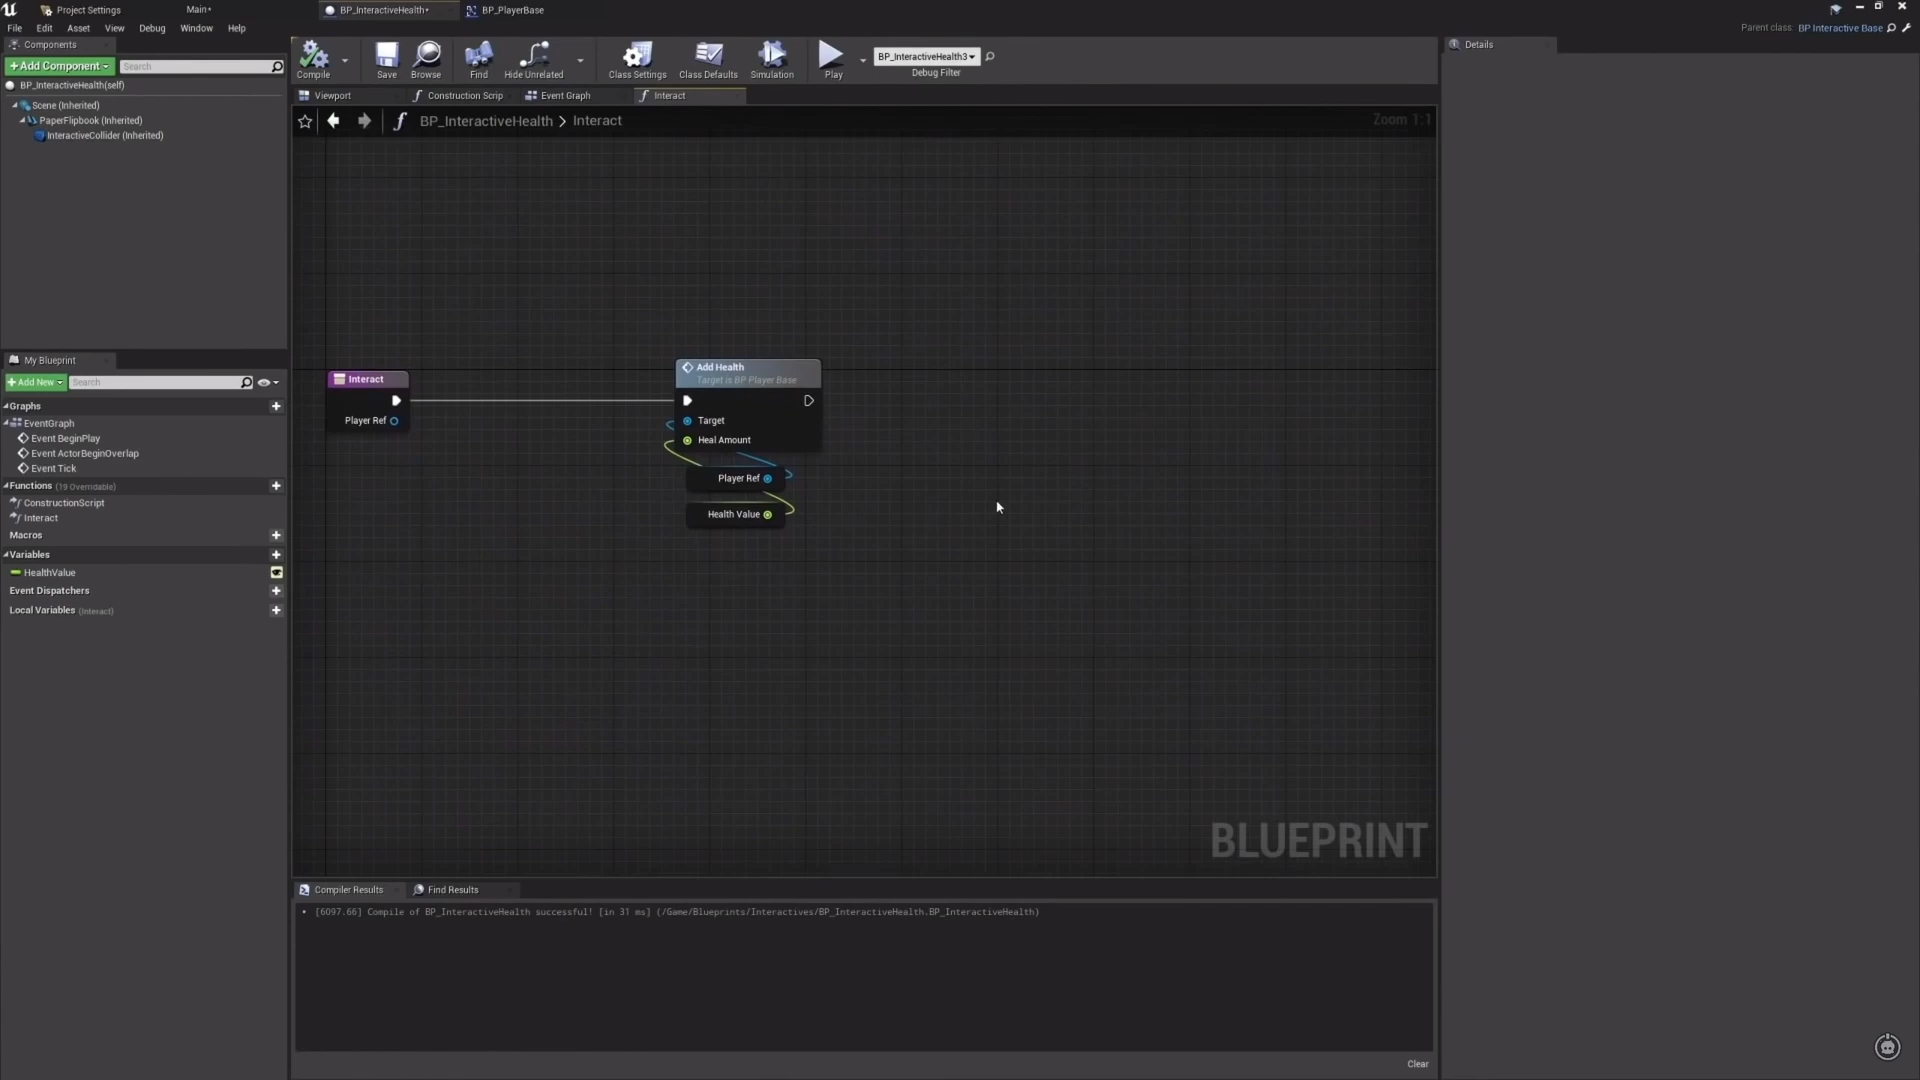 Project Settings
Main•
BP_InteractiveHealth•
BP_PlayerBase
File Edit Asset View Debug Window Help
Parent class: BP Interactive Base
Components
Details
+Add Component
Search
BP_InteractiveHealth(self)
Scene (Inherited)
PaperFlipbook (Inherited)
InteractiveCollider (Inherited)
Compile
Save
Browse
Find
Hide Unrelated
Class Settings
Class Defaults
Simulation
Play
BP_InteractiveHealth3
Debug Filter
Viewport
Construction Scrip
Event Graph
Interact
BP_InteractiveHealth > Interact
Zoom 1:1
My Blueprint
+Add New
Search
Graphs
EventGraph
Event BeginPlay
Event ActorBeginOverlap
Event Tick
Functions (19 Overridable)
ConstructionScript
Interact
Macros
Variables
HealthValue
Event Dispatchers
Local Variables (Interact)
Interact
Player Ref
Add Health
Target is BP Player Base
Target
Heal Amount
Player Ref
Health Value
BLUEPRINT
Compiler Results
Find Results
[6097.66] Compile of BP_InteractiveHealth successful! [in 31 ms] (/Game/Blueprints/Interactives/BP_InteractiveHealth.BP_InteractiveHealth)
Clear